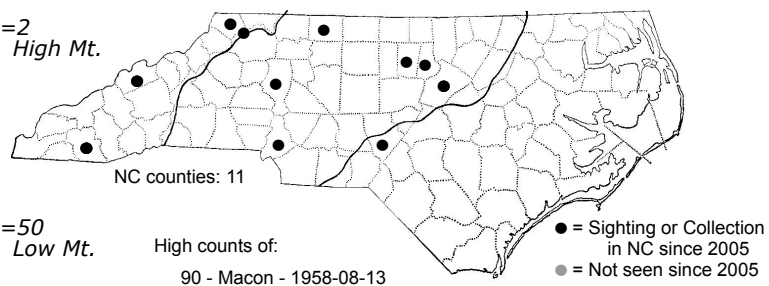 =2
High Mt.
NC counties: 11
=50
Low Mt.
High counts of:
90 - Macon - 1958-08-13
● = Sighting or Collection
in NC since 2005
● = Not seen since 2005